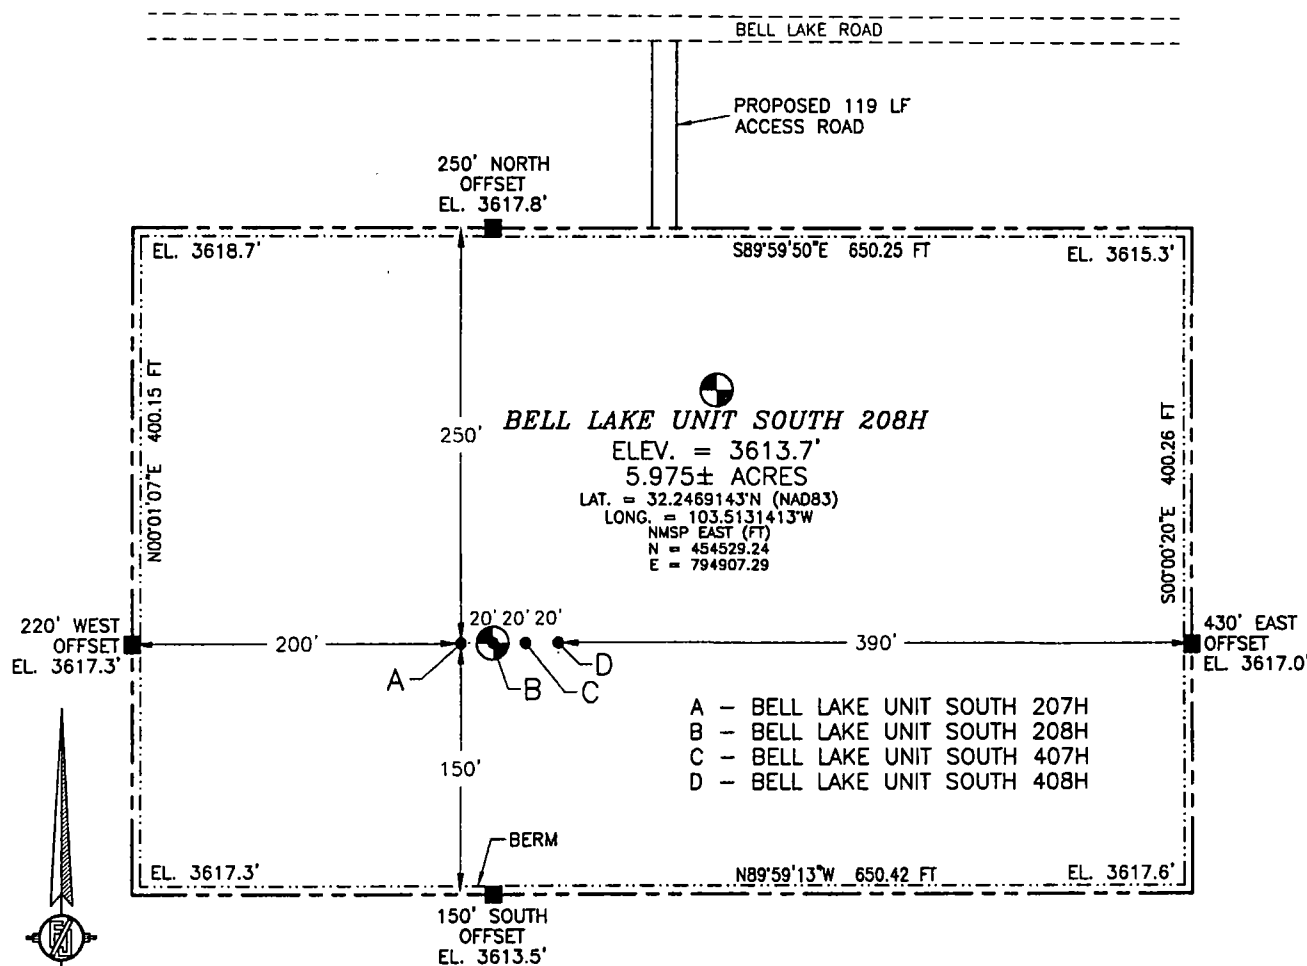 BELL LAKE ROAD
PROPOSED 119 LF
ACCESS ROAD
250' NORTH
OFFSET
EL. 3617.8'
EL. 3618.7'
S89°59'50"E 650.25 FT
EL. 3615.3'
N00°01'07"E 400.15 FT
250'
BELL LAKE UNIT SOUTH 208H
ELEV. = 3613.7'
5.975± ACRES
LAT. = 32.2469143°N (NAD83)
LONG. = 103.5131413°W
NMSP EAST (FT)
N = 454529.24
E = 794907.29
S00°00'20"E 400.26 FT
220' WEST
OFFSET
EL. 3617.3'
200'
20' 20' 20'
390'
430' EAST
OFFSET
EL. 3617.0'
A
B
C
D
A – BELL LAKE UNIT SOUTH 207H
B – BELL LAKE UNIT SOUTH 208H
C – BELL LAKE UNIT SOUTH 407H
D – BELL LAKE UNIT SOUTH 408H
150'
BERM
EL. 3617.3'
N89°59'13"W 650.42 FT
EL. 3617.6'
150' SOUTH
OFFSET
EL. 3613.5'